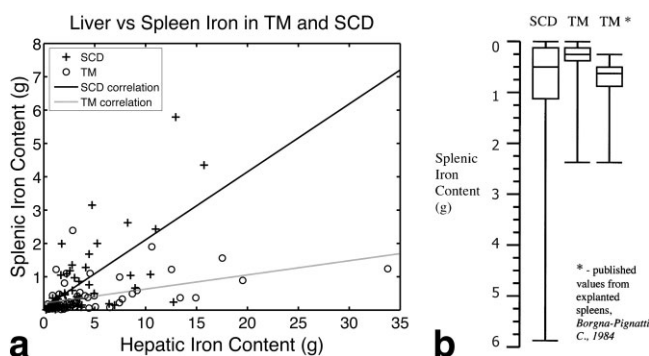 Liver vs Spleen Iron in TM and SCD
Splenic Iron Content (g)
8
7
6
5
4
3
2
1
SCD
TM
SCD correlation
TM correlation
0 5 10 15 20 25 30 35
Hepatic Iron Content (g)
a
SCD TM TM *
Splenic
Iron
Content
(g)
0
1
2
3
4
5
6
* - published
values from
explanted
spleens,
Borgna-Pignatti
C., 1984
b